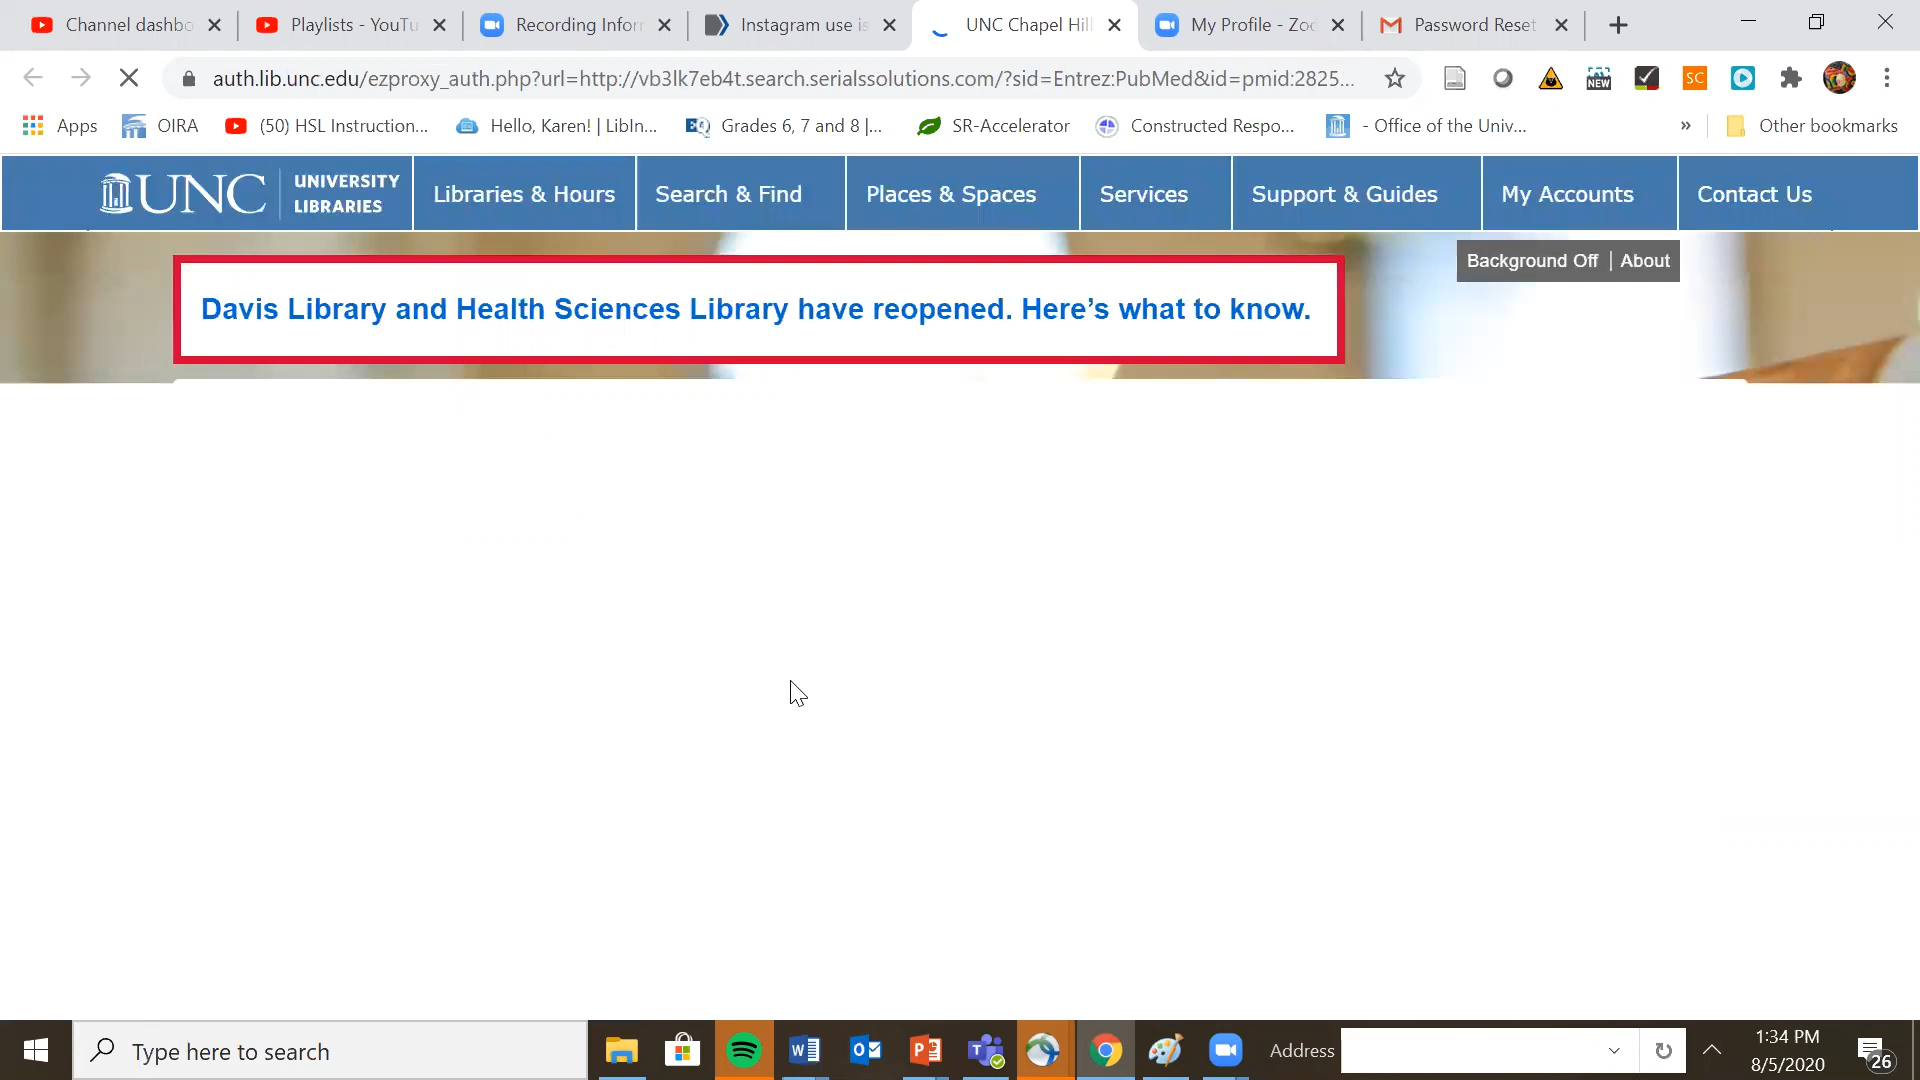 Channel dashbo
Playlists - YouTu
Recording Infor
Instagram use is
UNC Chapel Hill
My Profile - Zoo
Password Reset
auth.lib.unc.edu/ezproxy_auth.php?url=http://vb3lk7eb4t.search.serialssolutions.com/?sid=Entrez:PubMed&id=pmid:2825...
NEW
SC
Apps
OIRA
(50) HSL Instruction...
Hello, Karen! | LibIn...
EQ
Grades 6, 7 and 8 |...
SR-Accelerator
Constructed Respo...
- Office of the Univ...
»
Other bookmarks
UNC
UNIVERSITY
LIBRARIES
Libraries & Hours
Search & Find
Places & Spaces
Services
Support & Guides
My Accounts
Contact Us
Background Off | About
Davis Library and Health Sciences Library have reopened. Here’s what to know.
Type here to search
Address
1:34 PM
8/5/2020
26